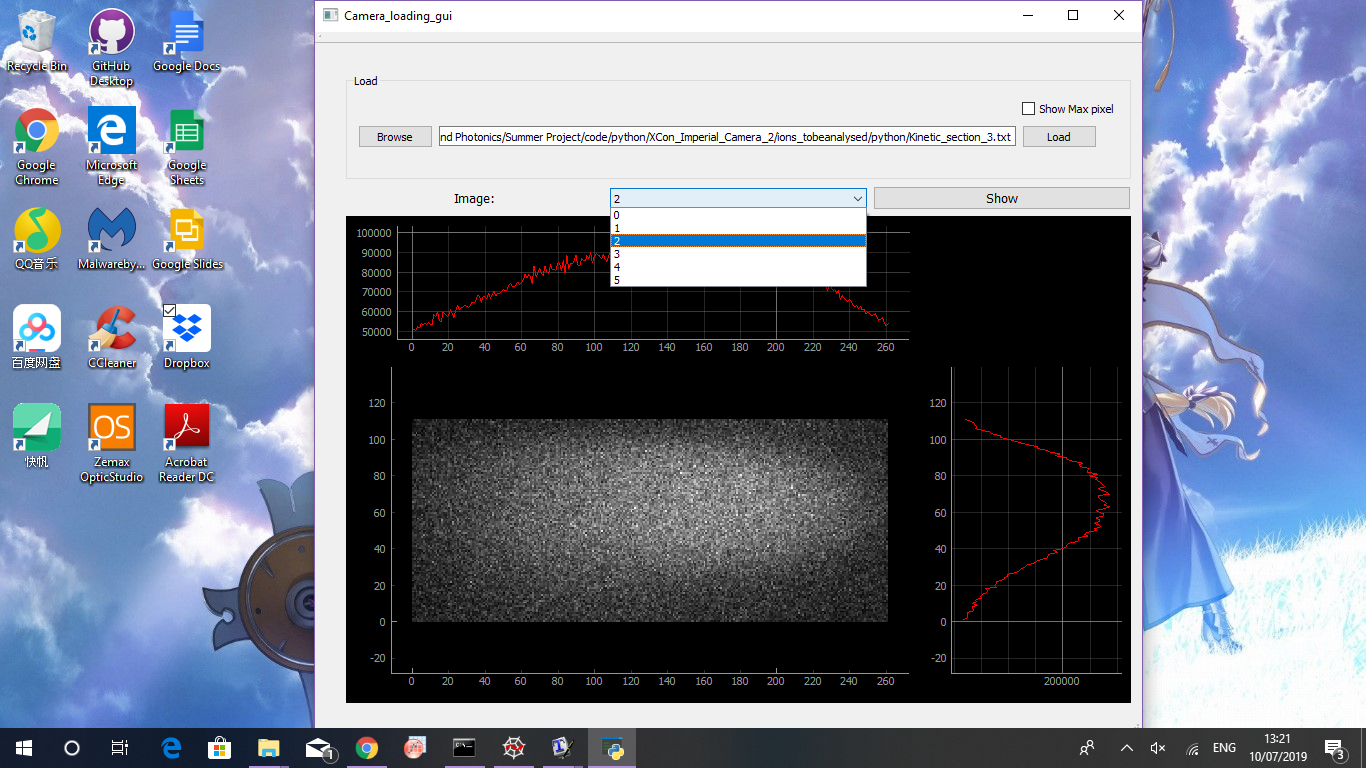 Camera_loading_gui
Recycle Bin
GitHub Desktop
Google Docs
Google Chrome
Microsoft Edge
Google Sheets
QQ音乐
Malwareby...
Google Slides
百度网盘
CCleaner
Dropbox
快帆
OS
Zemax OpticStudio
Acrobat Reader DC
Load
Show Max pixel
Browse
nd Photonics/Summer Project/code/python/XCon_Imperial_Camera_2/ions_tobeanalysed/python/Kinetic_section_3.txt
Load
Image:
2
Show
0
1
2
3
4
5
100000
90000
80000
70000
60000
50000
0 20 40 60 80 100 120 140 160 180 200 220 240 260
120
100
80
60
40
20
0
-20
0 20 40 60 80 100 120 140 160 180 200 220 240 260
120
100
80
60
40
20
0
-20
200000
1
ENG
13:21
10/07/2019
3